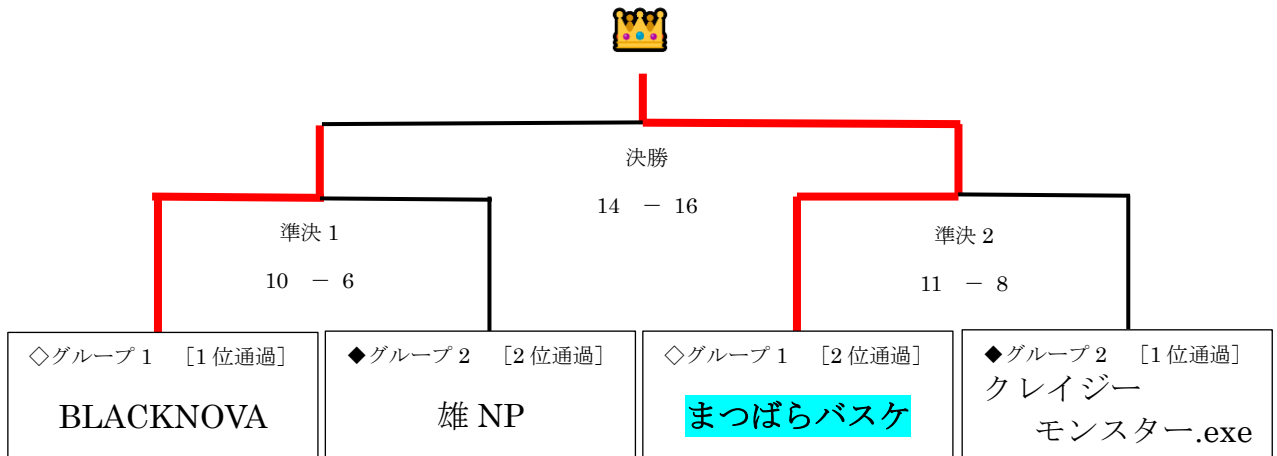 決勝
14 － 16
準決 1
10 － 6
準決 2
11 － 8
◇グループ 1 ［1 位通過］
BLACKNOVA
◆グループ 2 ［2 位通過］
雄 NP
◇グループ 1 ［2 位通過］
まつばらバスケ
◆グループ 2 ［1 位通過］
クレイジー
モンスター.exe